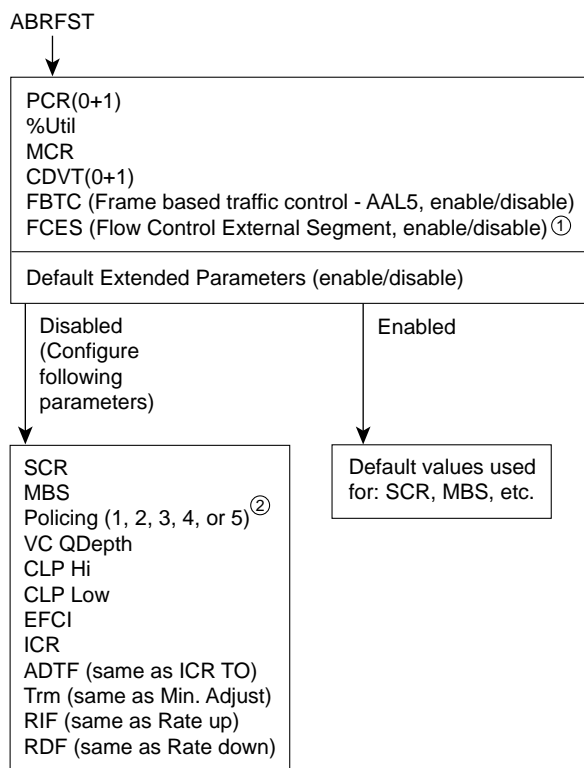 ABRFST
PCR(0+1)
%Util
MCR
CDVT(0+1)
FBTC (Frame based traffic control - AAL5, enable/disable)
FCES (Flow Control External Segment, enable/disable) ①
Default Extended Parameters (enable/disable)
Disabled
(Configure
following
parameters)
Enabled
SCR
MBS
Policing (1, 2, 3, 4, or 5) ②
VC QDepth
CLP Hi
CLP Low
EFCI
ICR
ADTF (same as ICR TO)
Trm (same as Min. Adjust)
RIF (same as Rate up)
RDF (same as Rate down)
Default values used
for: SCR, MBS, etc.